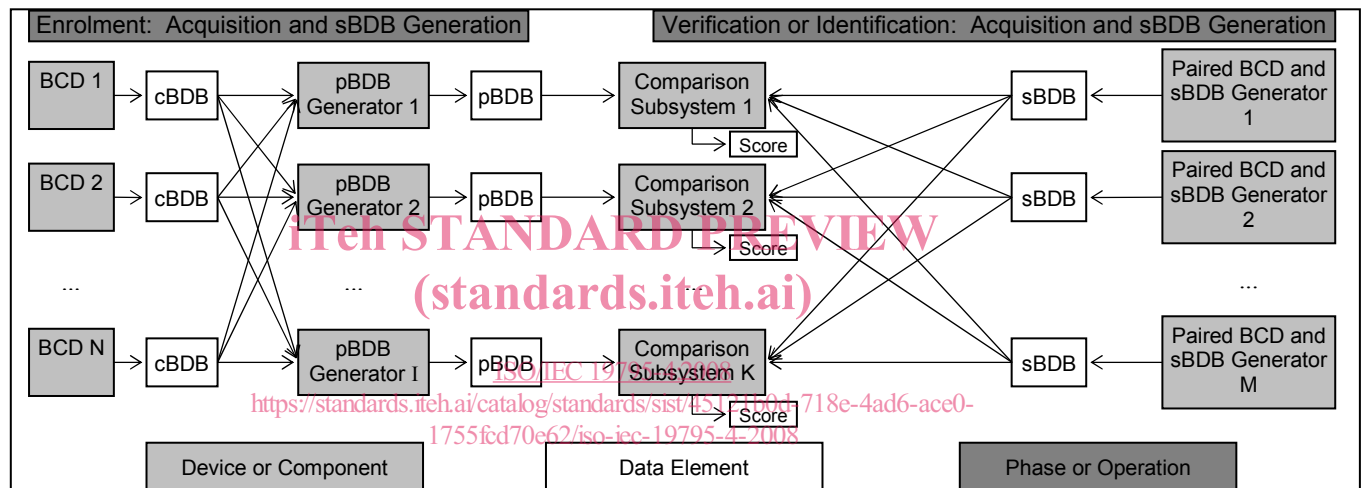 Enrolment: Acquisition and sBDB Generation
Verification or Identification: Acquisition and sBDB Generation
BCD 1
cBDB
pBDB
Generator 1
pBDB
Comparison
Subsystem 1
Score
sBDB
Paired BCD and
sBDB Generator
1
BCD 2
cBDB
pBDB
Generator 2
pBDB
Comparison
Subsystem 2
Score
sBDB
Paired BCD and
sBDB Generator
2
iTeh STANDARD PREVIEW
(standards.iteh.ai)
...
...
...
...
BCD N
cBDB
pBDB
Generator I
pBDB
Comparison
Subsystem K
Score
sBDB
Paired BCD and
sBDB Generator
M
ISO/IEC 19795-4:2008
https://standards.iteh.ai/catalog/standards/sist/45121b0d-718e-4ad6-ace0-
1755fcd70e62/iso-iec-19795-4-2008
Device or Component
Data Element
Phase or Operation